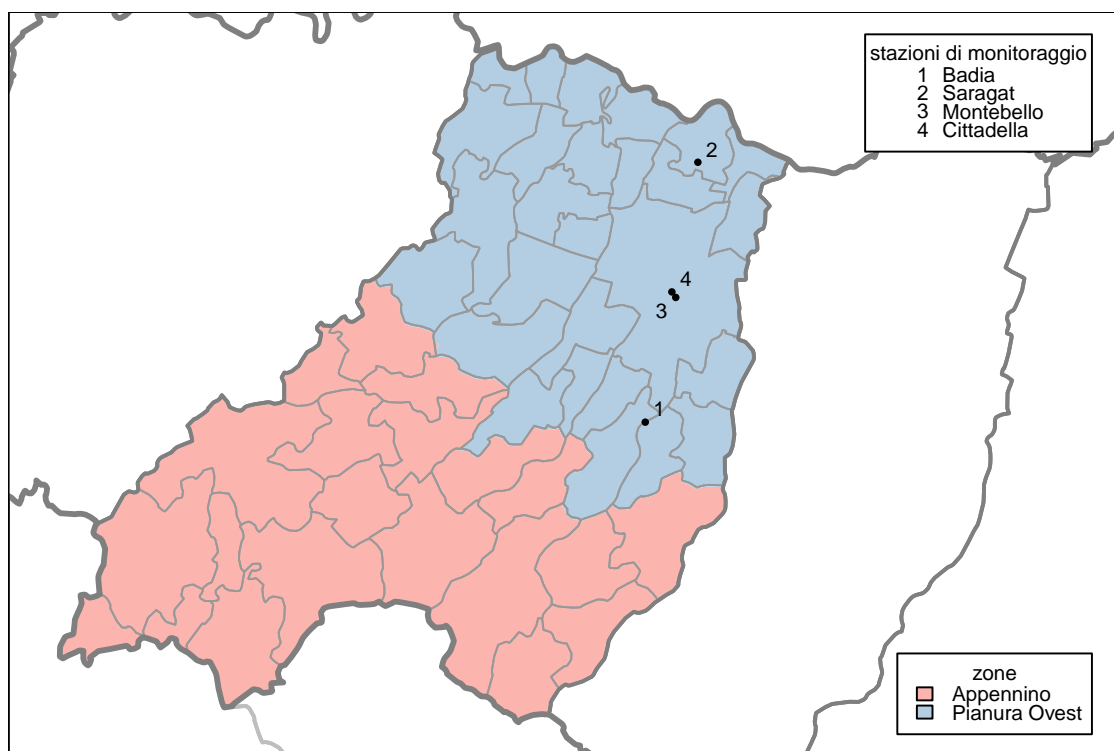 stazioni di monitoraggio
1 Badia
2 Saragat
3 Montebello
4 Cittadella
2
4
3
1
zone
Appennino
Pianura Ovest